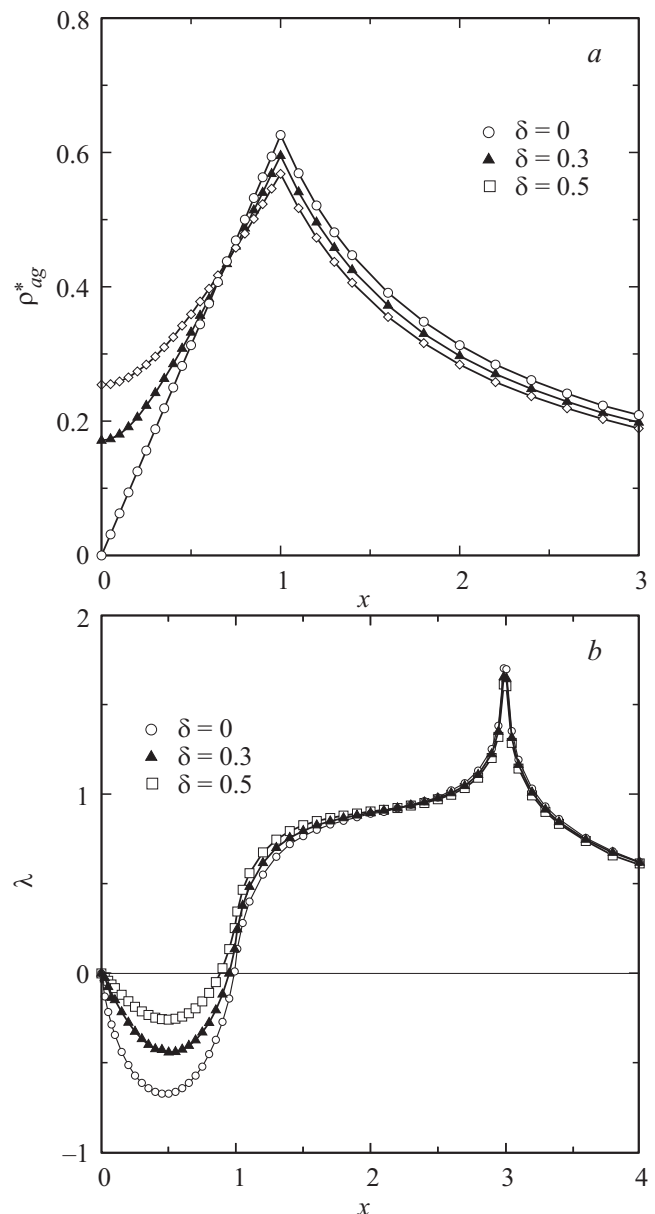 0.8
a
δ = 0
δ = 0.3
δ = 0.5
0.6
0.4
0.2
0
ρ*ag
0 1 2 3
x
2
b
δ = 0
δ = 0.3
δ = 0.5
1
λ
0
–1
0 1 2 3 4
x